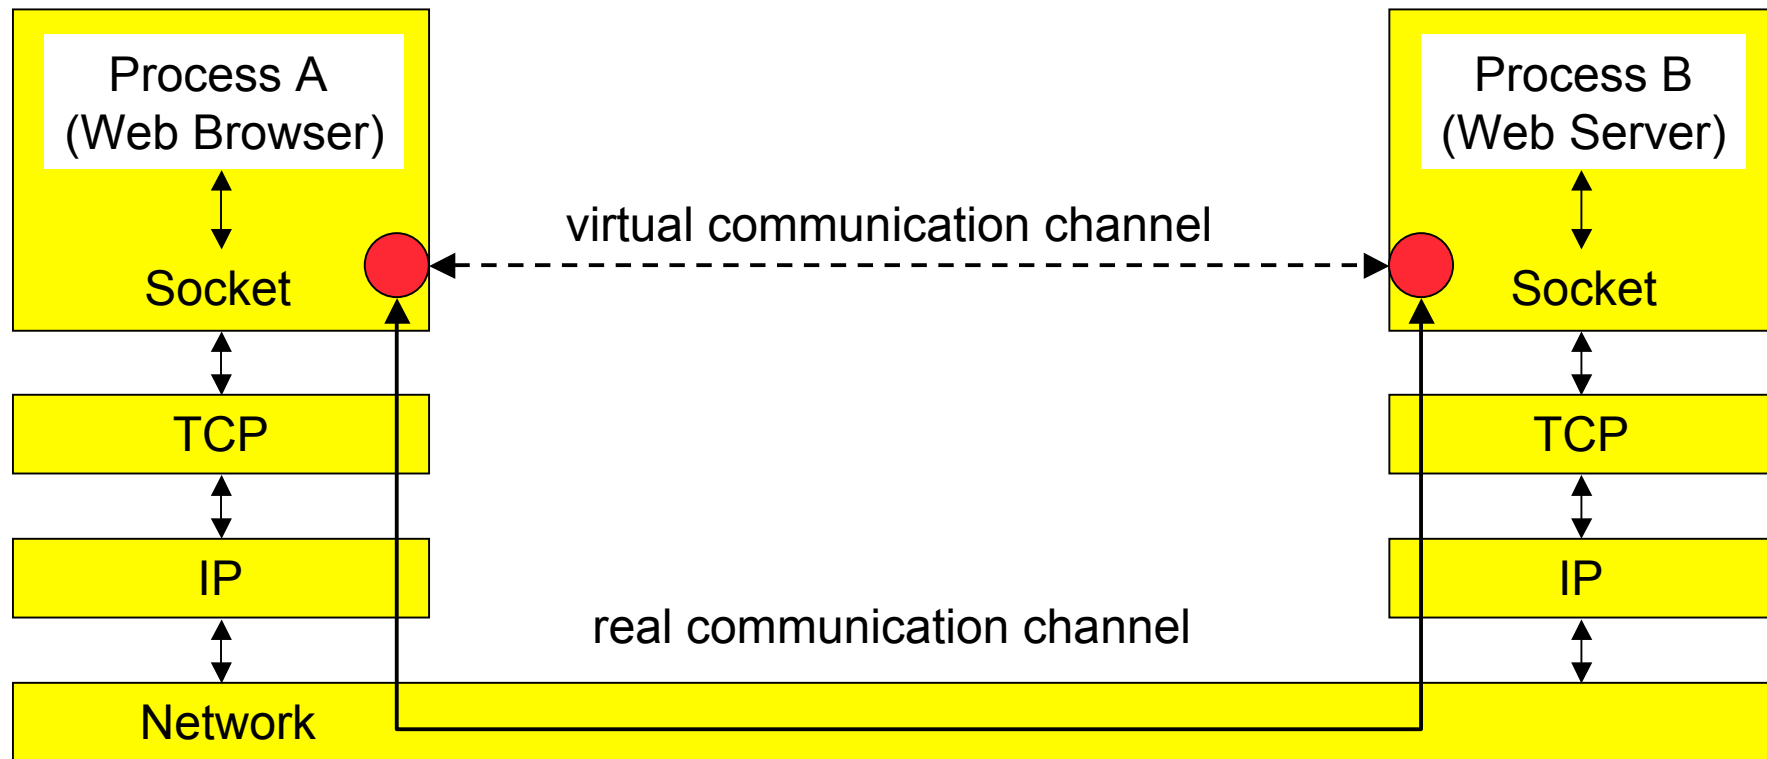 Process A
(Web Browser)
Process B
(Web Server)
virtual communication channel
Socket
Socket
TCP
TCP
IP
IP
real communication channel
Network